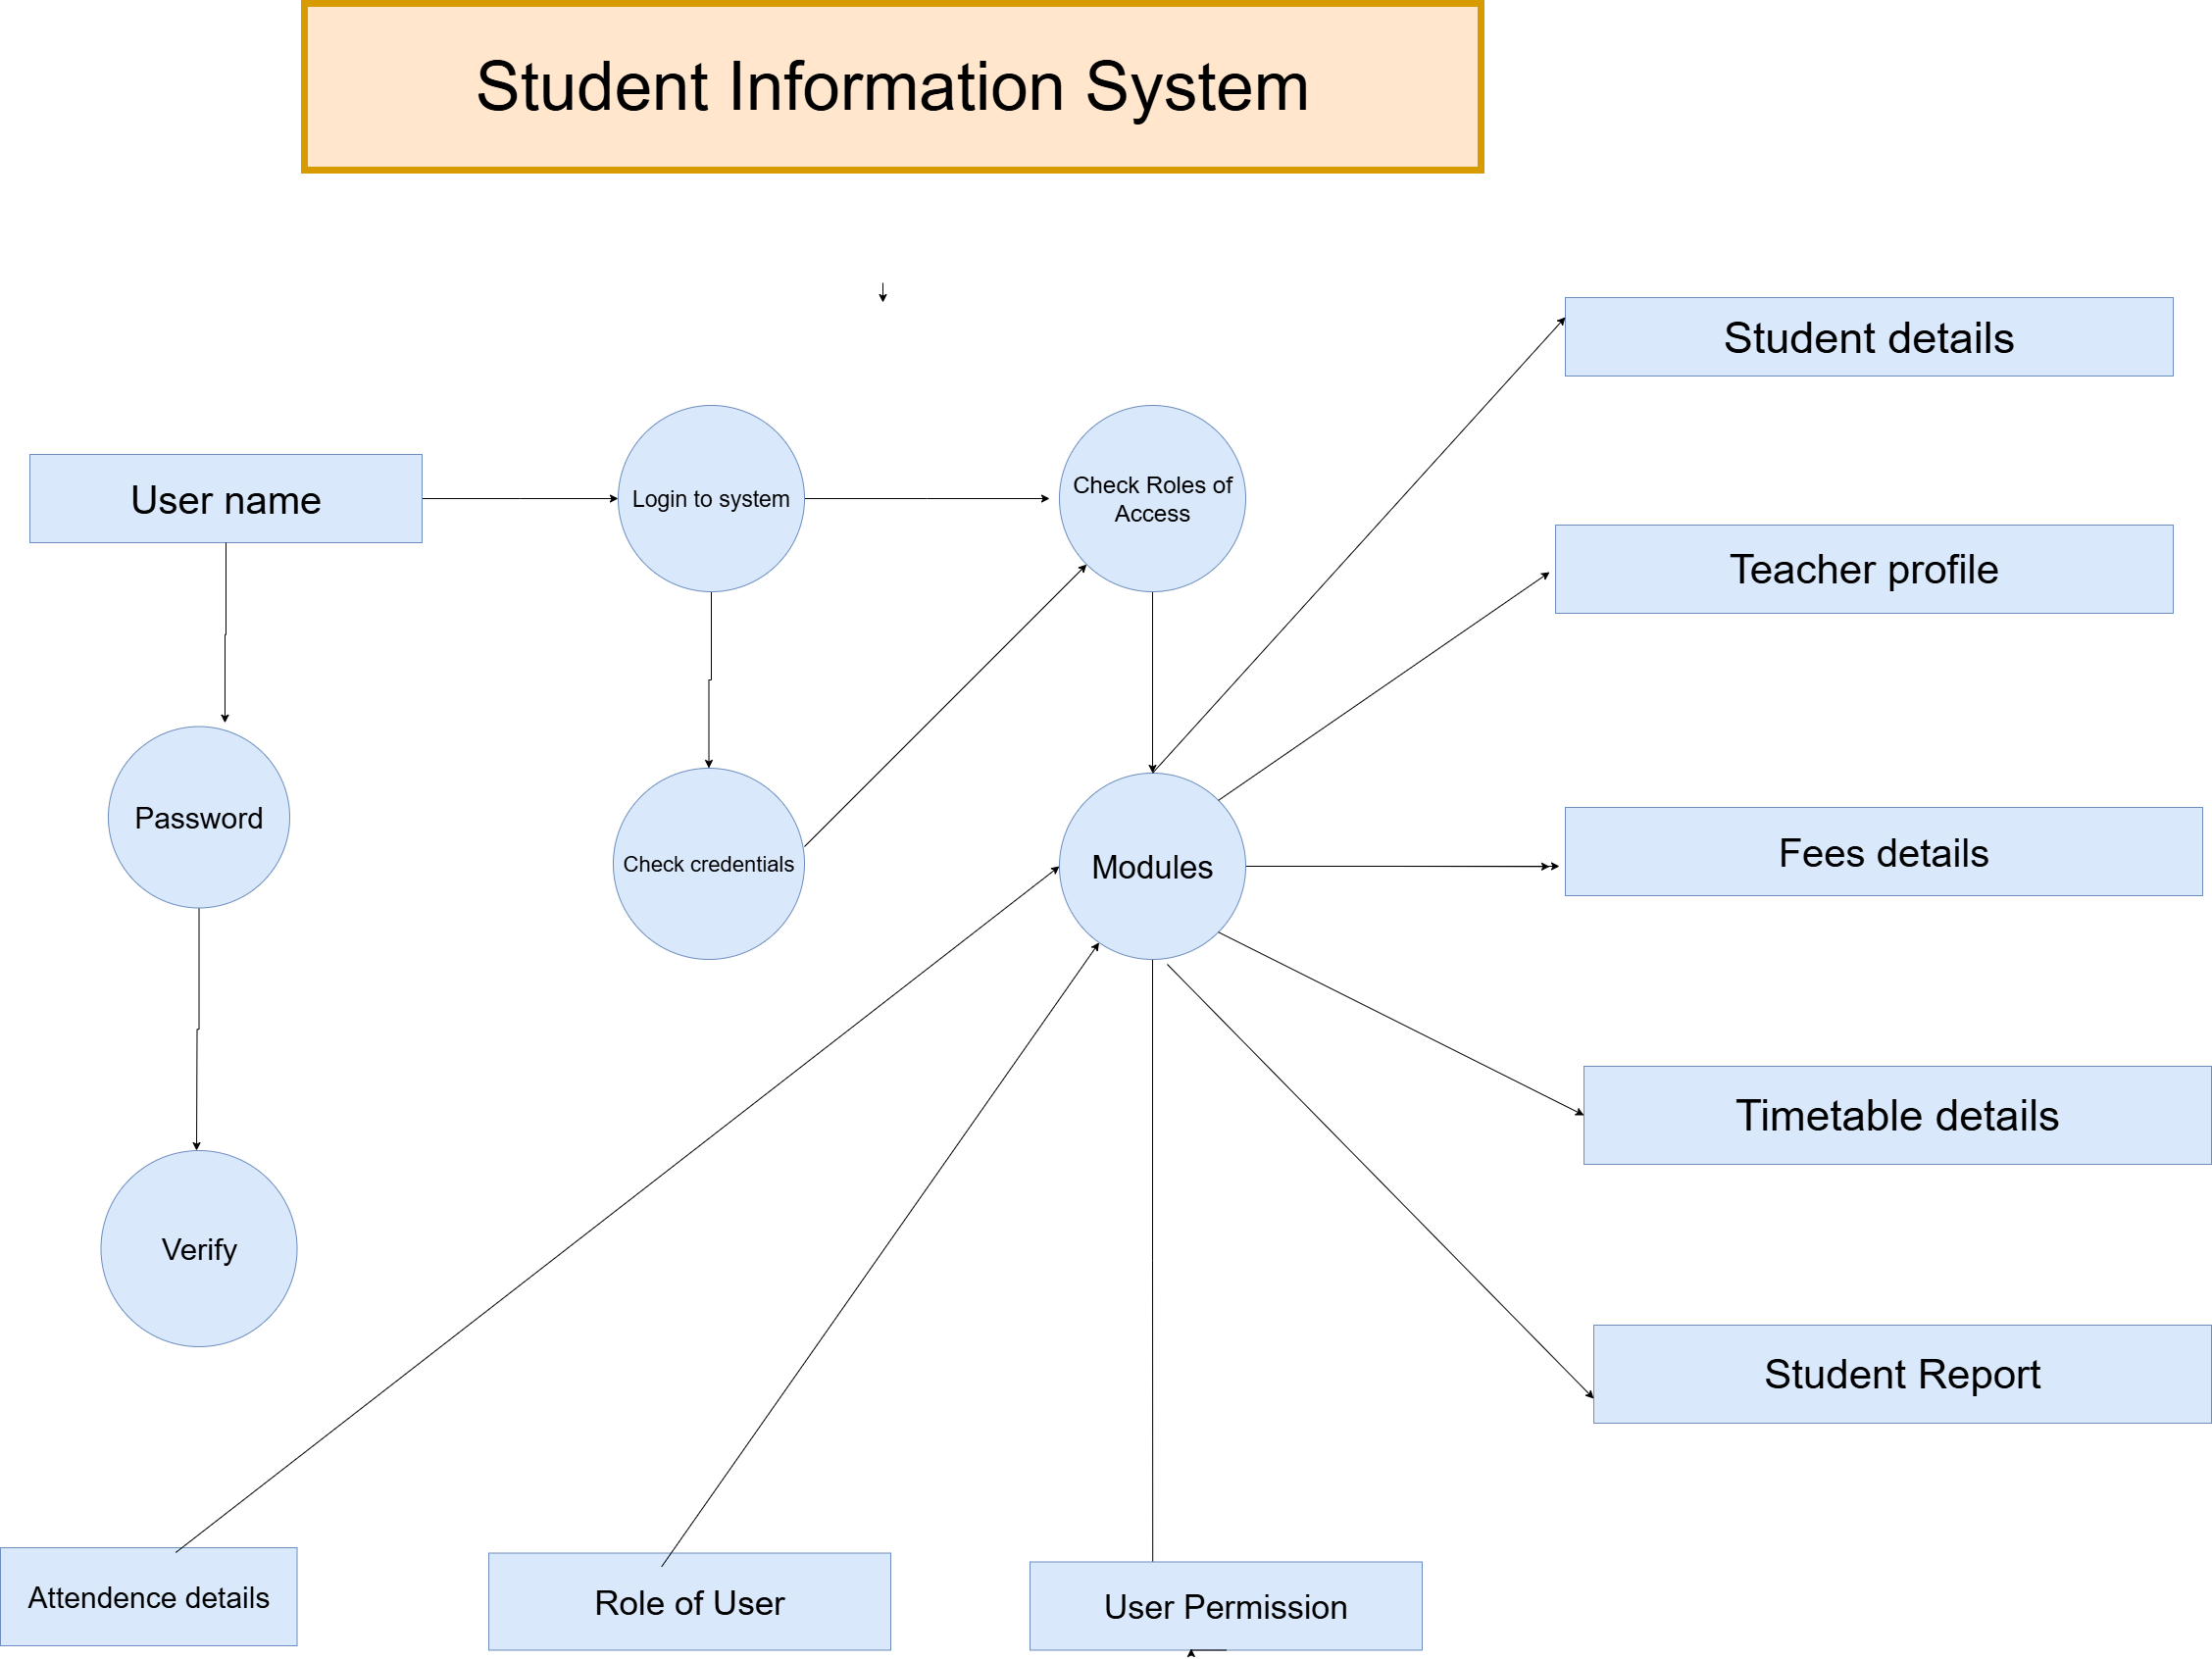 Student Information System
Student details
User name
Login to system
Check Roles of
Access
Teacher profile
Password
Check credentials
Modules
Fees details
Timetable details
Verify
Student Report
Attendence details
Role of User
User Permission